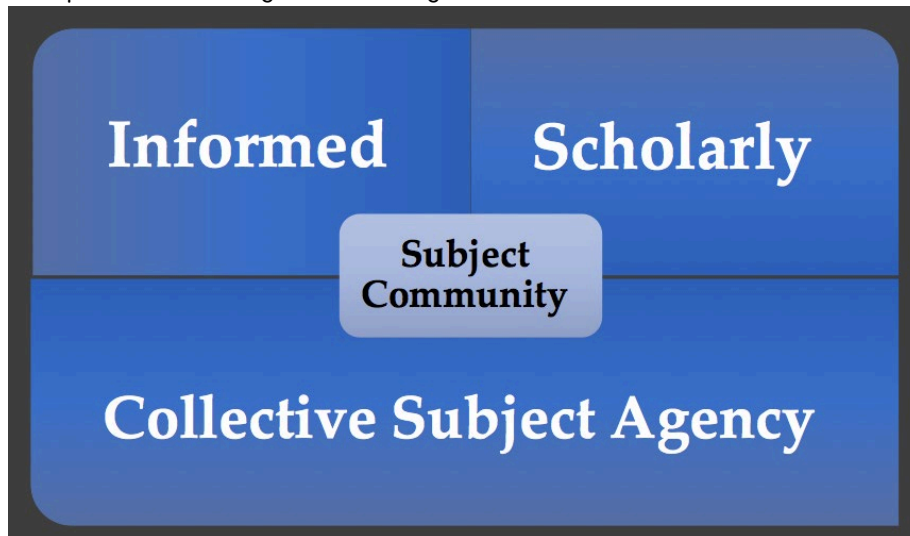 Informed
Scholarly
Subject
Community
Collective Subject Agency